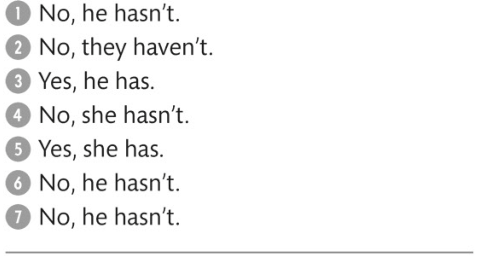 1 No, he hasn't.
2 No, they haven't.
3 Yes, he has.
4 No, she hasn't.
5 Yes, she has.
6 No, he hasn't.
7 No, he hasn't.